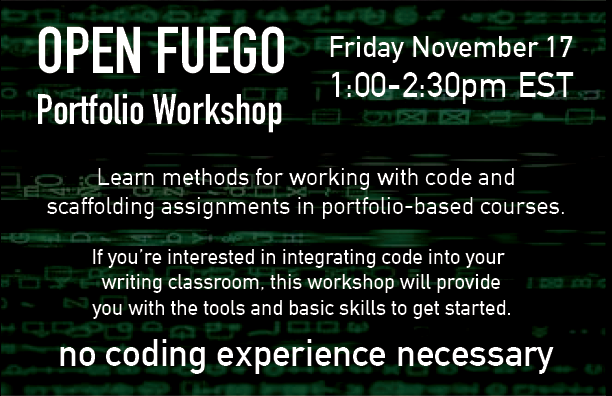 OPEN FUEGO
Portfolio Workshop
Friday November 17
1:00-2:30pm EST
Learn methods for working with code and
scaffolding assignments in portfolio-based courses.
If you’re interested in integrating code into your
writing classroom, this workshop will provide
you with the tools and basic skills to get started.
no coding experience necessary